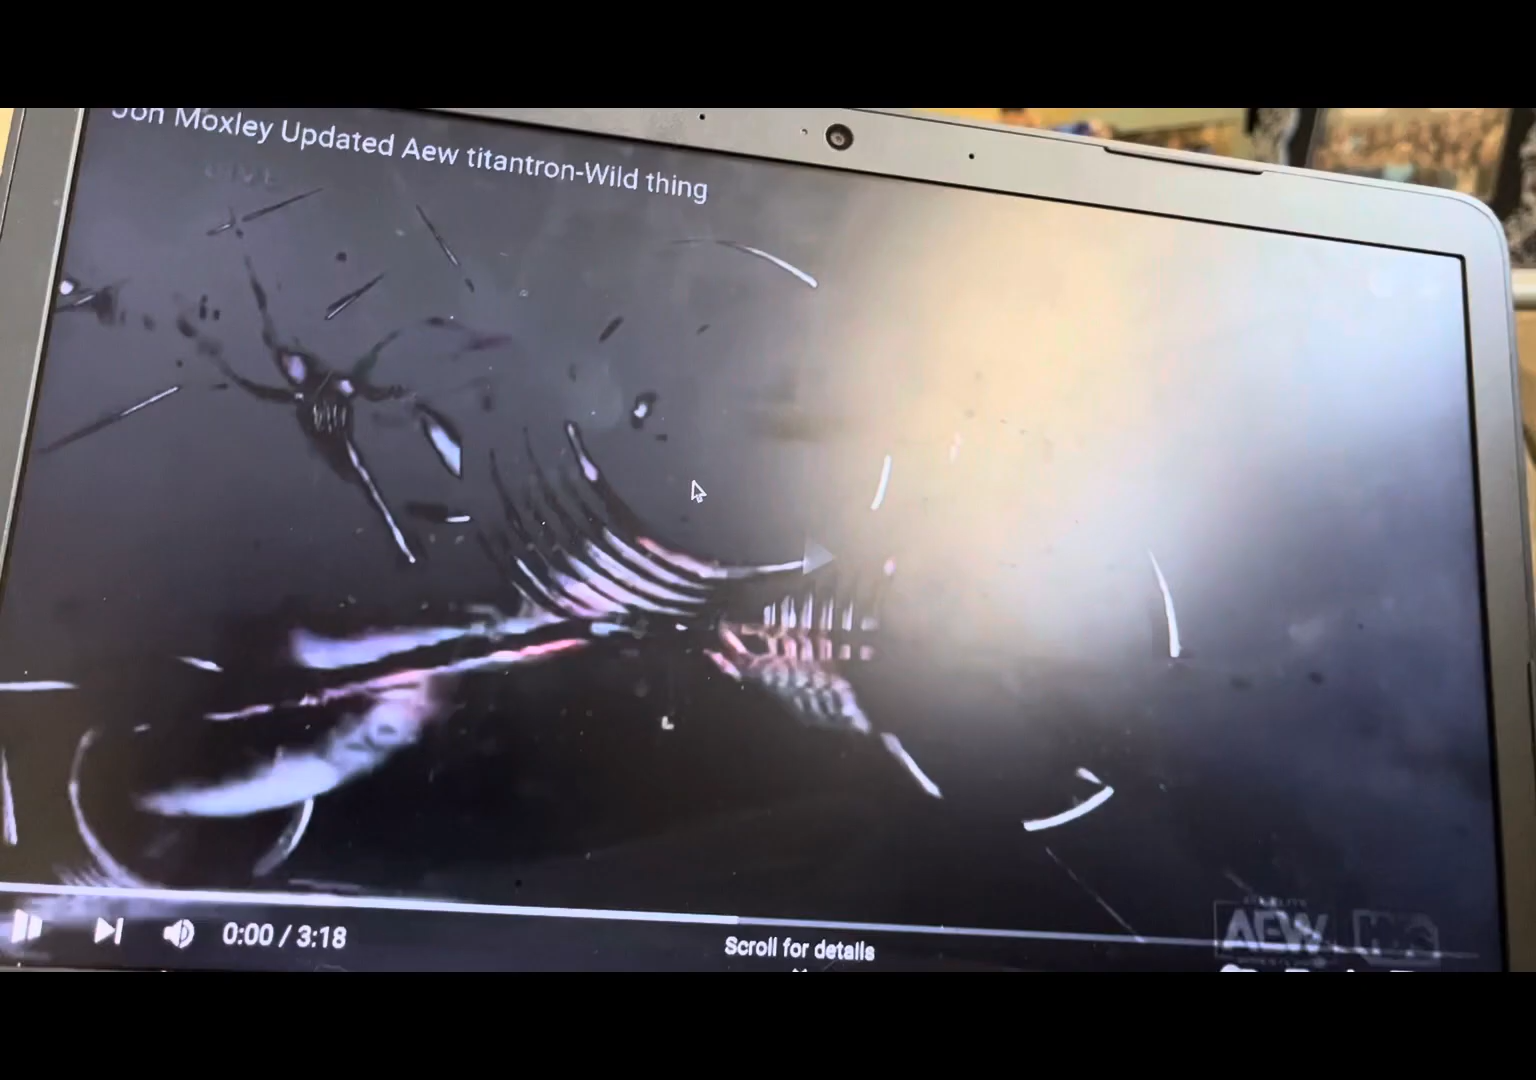 Jon Moxley Updated Aew titantron-Wild thing
0:00 / 3:18
Scroll for details
AEW